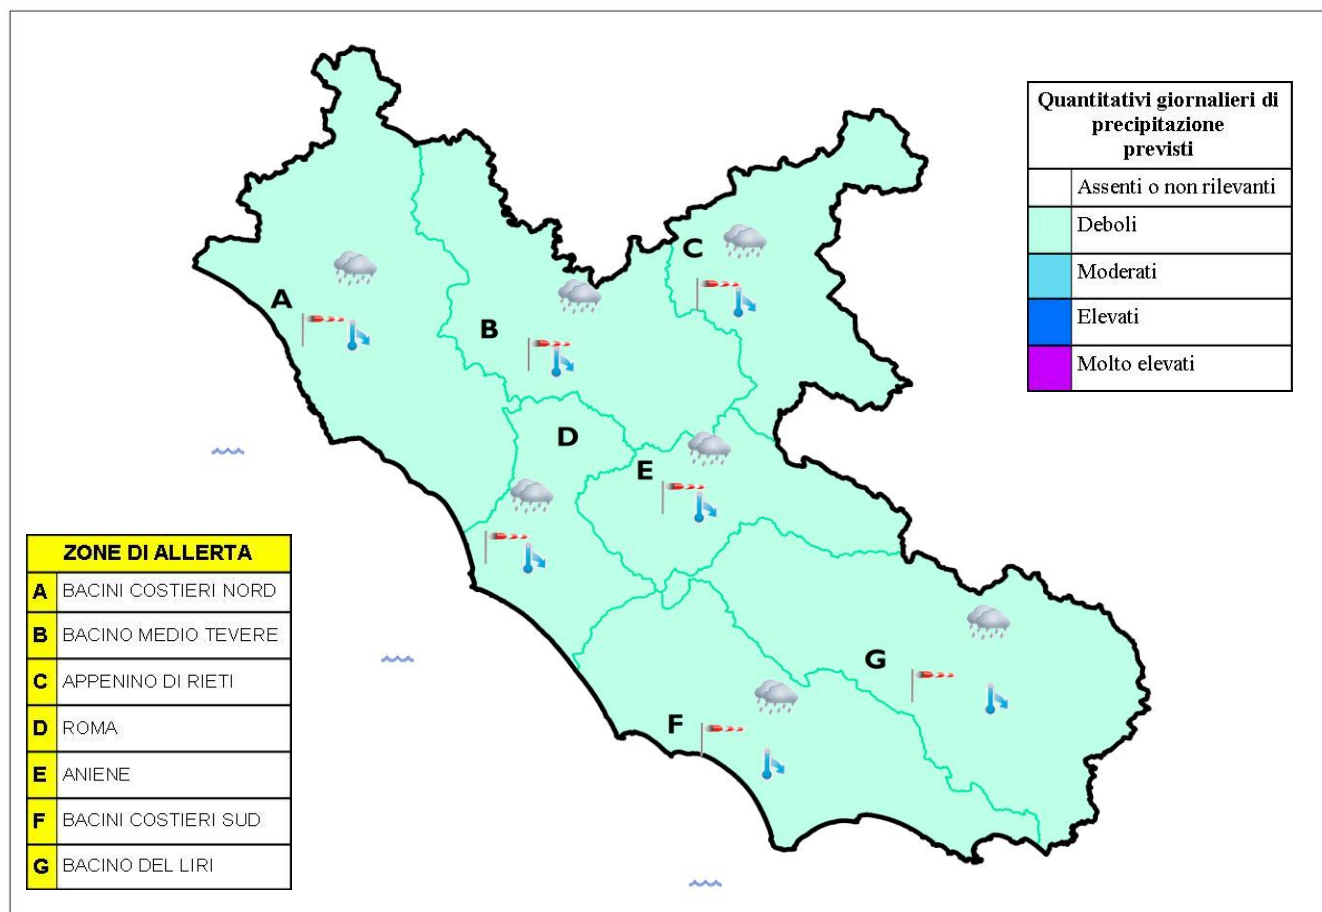 Quantitativi giornalieri di
precipitazione
previsti
Assenti o non rilevanti
Deboli
Moderati
Elevati
Molto elevati
C
A
B
D
E
G
F
ZONE DI ALLERTA
A BACINI COSTIERI NORD
B BACINO MEDIO TEVERE
C APPENINO DI RIETI
D ROMA
E ANIENE
F BACINI COSTIERI SUD
G BACINO DEL LIRI